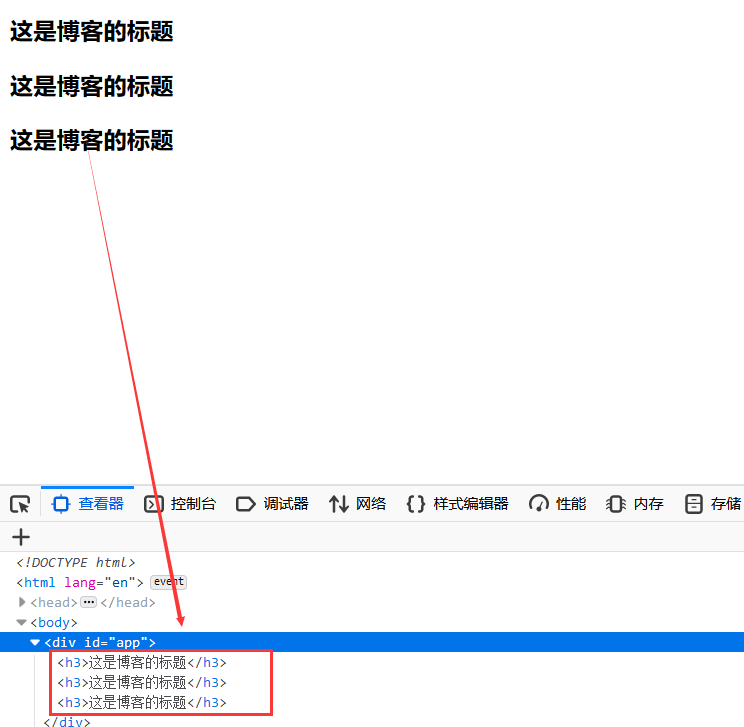 这是博客的标题
这是博客的标题
这是博客的标题
查看器 控制台 调试器 网络 {} 样式编辑器 性能 内存 存储
+
<!DOCTYPE html>
<html lang="en"> event
<head> ••• </head>
<body>
<div id="app">
<h3>这是博客的标题</h3>
<h3>这是博客的标题</h3>
<h3>这是博客的标题</h3>
</div>